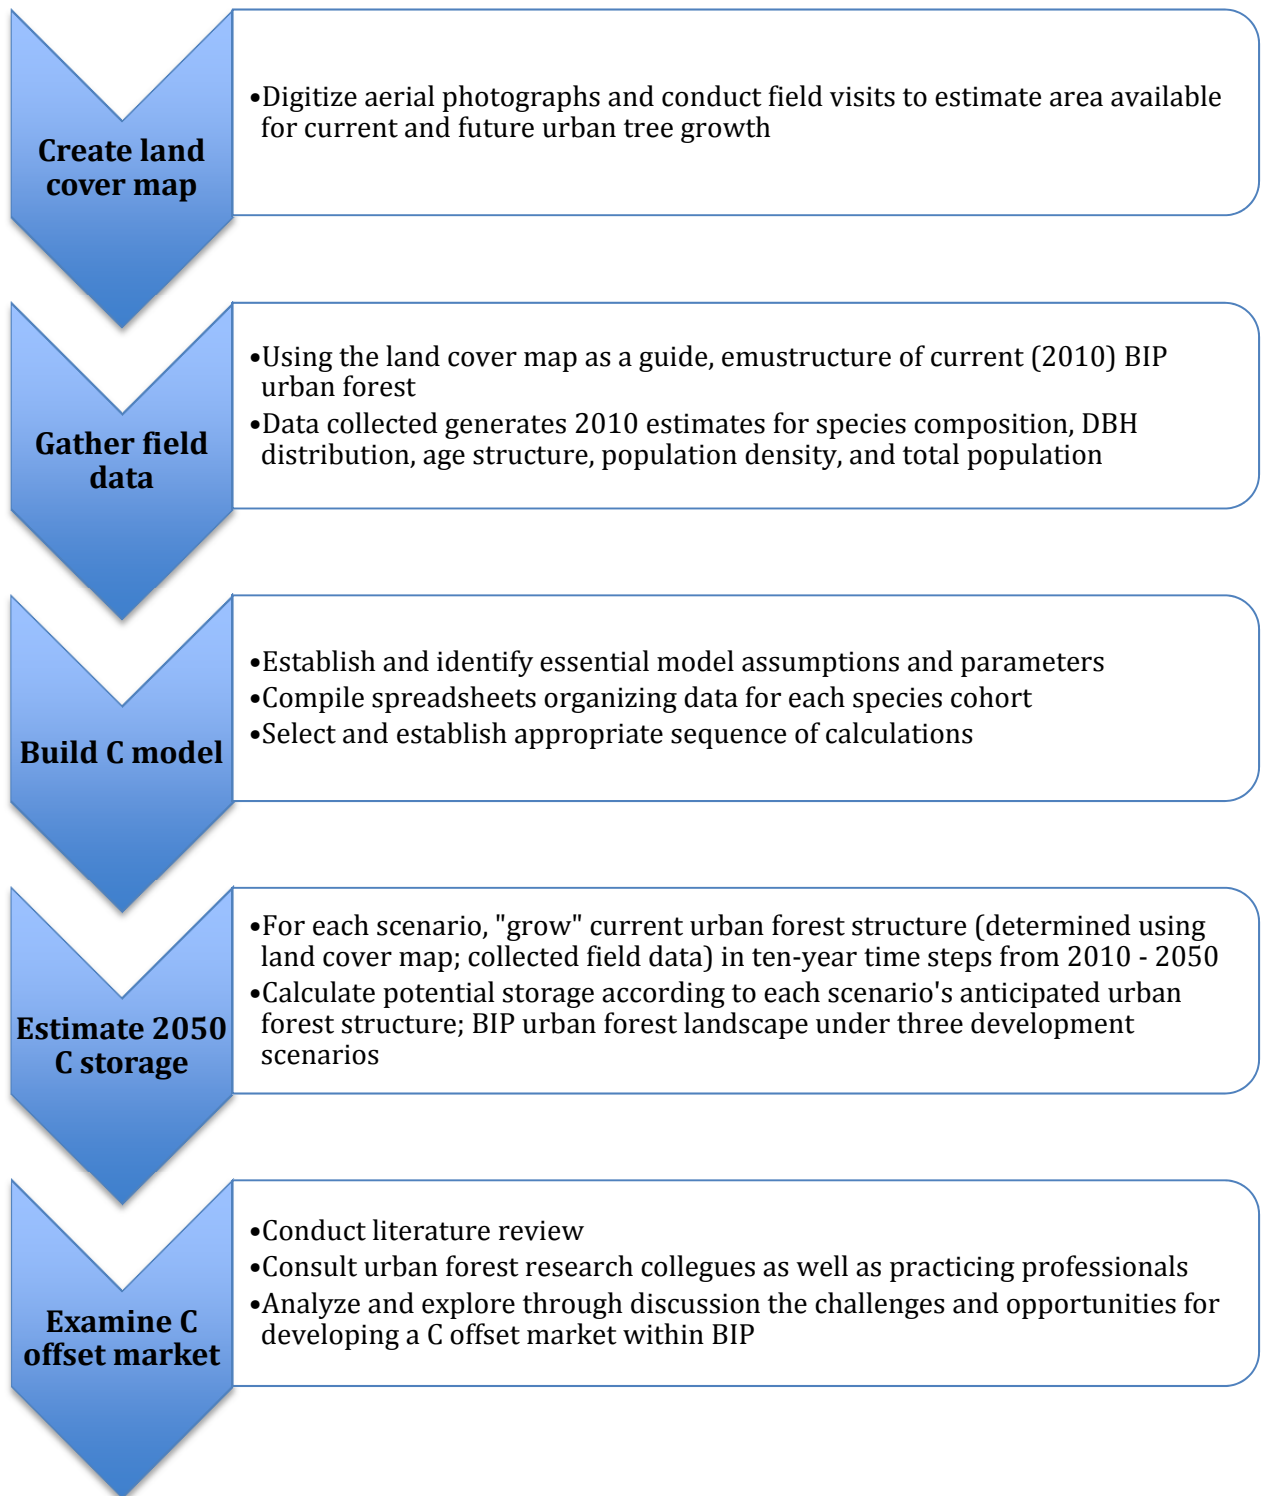 Create land
cover map
•Digitize aerial photographs and conduct field visits to estimate area available
for current and future urban tree growth
Gather field
data
•Using the land cover map as a guide, emustructure of current (2010) BIP
urban forest
•Data collected generates 2010 estimates for species composition, DBH
distribution, age structure, population density, and total population
Build C model
•Establish and identify essential model assumptions and parameters
•Compile spreadsheets organizing data for each species cohort
•Select and establish appropriate sequence of calculations
Estimate 2050
C storage
•For each scenario, "grow" current urban forest structure (determined using
land cover map; collected field data) in ten-year time steps from 2010 - 2050
•Calculate potential storage according to each scenario's anticipated urban
forest structure; BIP urban forest landscape under three development
scenarios
Examine C
offset market
•Conduct literature review
•Consult urban forest research collegues as well as practicing professionals
•Analyze and explore through discussion the challenges and opportunities for
developing a C offset market within BIP